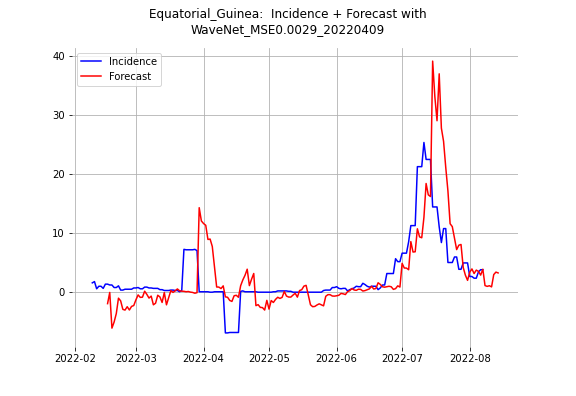 Equatorial_Guinea:  Incidence + Forecast with
WaveNet_MSE0.0029_20220409
Incidence
Forecast
40
30
20
10
0
2022-02 2022-03 2022-04 2022-05 2022-06 2022-07 2022-08